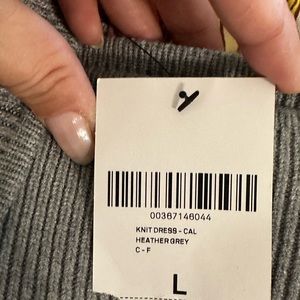 00367146044
KNIT DRESS - CAL
HEATHER GREY
C - F
L